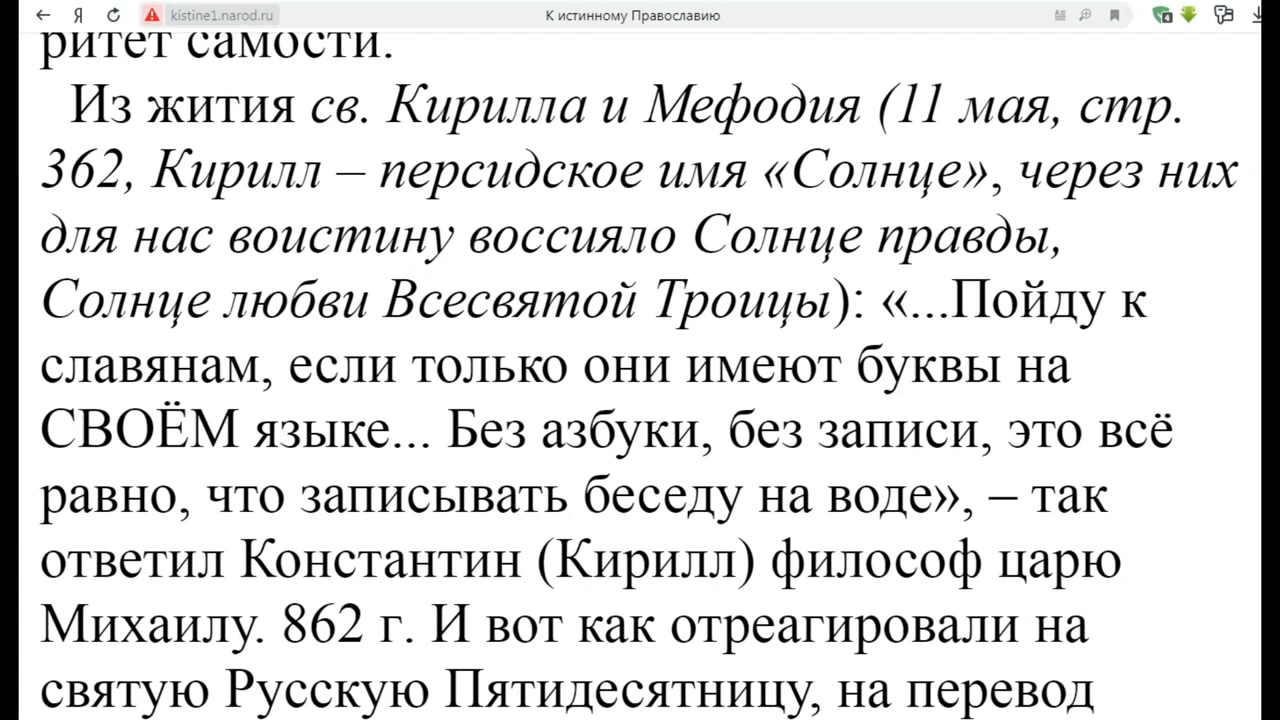 kistine1.narod.ru
К истинному Православию
ритет самости.
Из жития св. Кирилла и Мефодия (11 мая, стр.
362, Кирилл – персидское имя «Солнце», через них
для нас воистину воссияло Солнце правды,
Солнце любви Всесвятой Троицы): «...Пойду к
славянам, если только они имеют буквы на
СВОЁМ языке... Без азбуки, без записи, это всё
равно, что записывать беседу на воде», – так
ответил Константин (Кирилл) философ царю
Михаилу. 862 г. И вот как отреагировали на
святую Русскую Пятидесятницу, на перевод